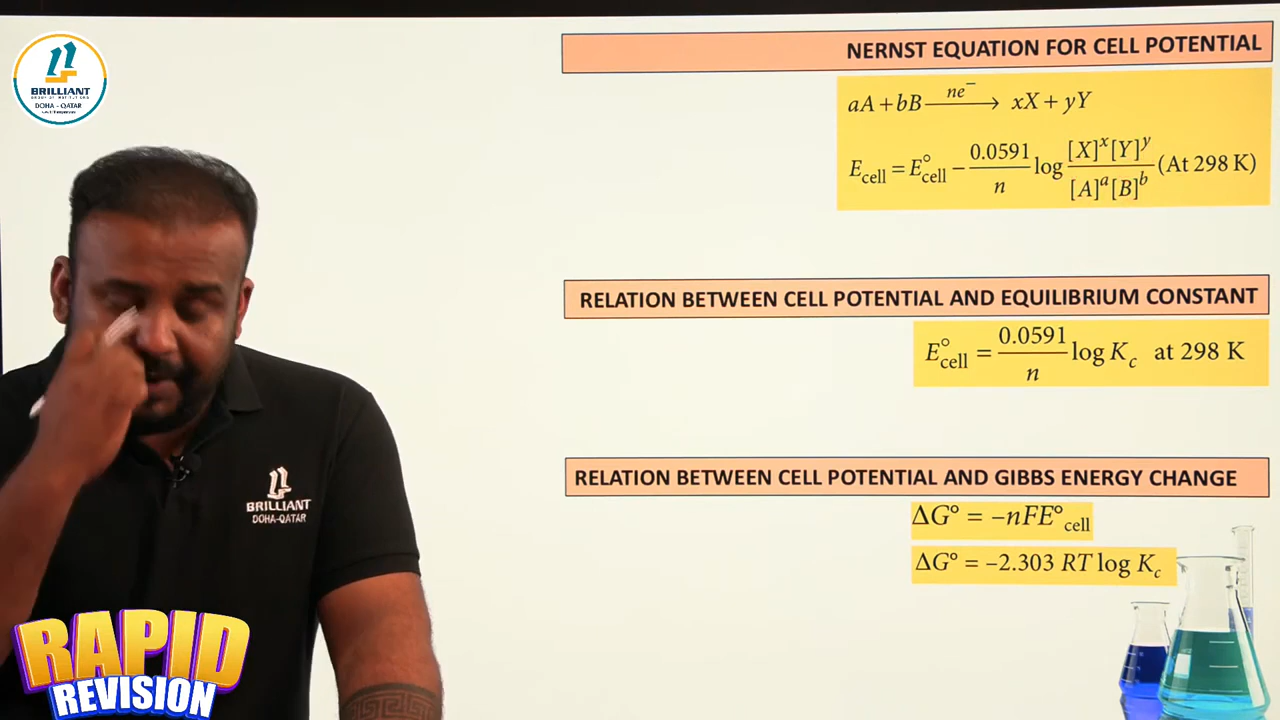 BRILLIANT
DOHA - QATAR
NERNST EQUATION FOR CELL POTENTIAL
aA + bB —ne⁻→ xX + yY
E_cell = E°_cell − 0.0591/n log [X]^x[Y]^y/[A]^a[B]^b (At 298 K)
RELATION BETWEEN CELL POTENTIAL AND EQUILIBRIUM CONSTANT
E°_cell = 0.0591/n log K_c at 298 K
RELATION BETWEEN CELL POTENTIAL AND GIBBS ENERGY CHANGE
ΔG° = –nFE°_cell
ΔG° = –2.303 RT log K_c
BRILLIANT
DOHA-QATAR
RAPID
REVISION